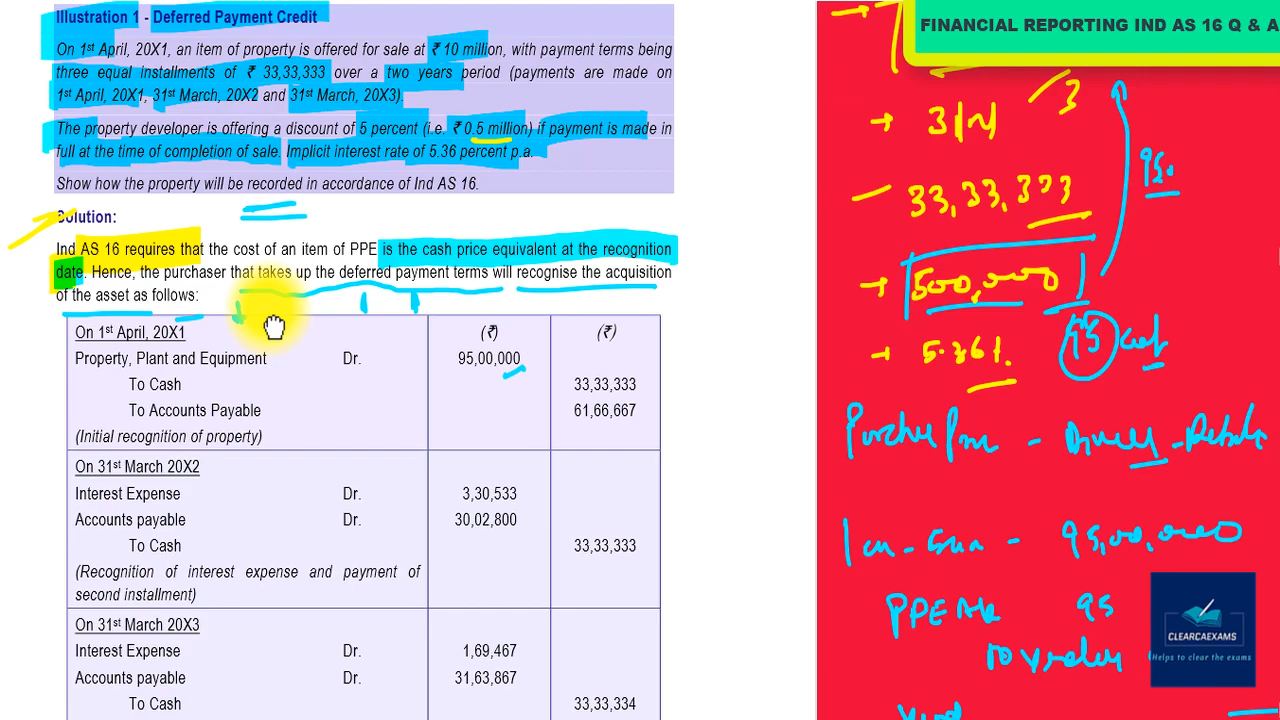 Illustration 1 - Deferred Payment Credit
On 1st April, 20X1, an item of property is offered for sale at ₹ 10 million, with payment terms being
three equal installments of ₹ 33,33,333 over a two years period (payments are made on
1st April, 20X1, 31st March, 20X2 and 31st March, 20X3).
The property developer is offering a discount of 5 percent (i.e. ₹ 0.5 million) if payment is made in
full at the time of completion of sale. Implicit interest rate of 5.36 percent p.a.
Show how the property will be recorded in accordance of Ind AS 16.
Solution:
Ind AS 16 requires that the cost of an item of PPE is the cash price equivalent at the recognition
date. Hence, the purchaser that takes up the deferred payment terms will recognise the acquisition
of the asset as follows:
On 1st April, 20X1 (₹) (₹)
Property, Plant and Equipment Dr. 95,00,000
To Cash 33,33,333
To Accounts Payable 61,66,667
(Initial recognition of property)
On 31st March 20X2
Interest Expense Dr. 3,30,533
Accounts payable Dr. 30,02,800
To Cash 33,33,333
(Recognition of interest expense and payment of
second installment)
On 31st March 20X3
Interest Expense Dr. 1,69,467
Accounts payable Dr. 31,63,867
To Cash 33,33,334
FINANCIAL REPORTING IND AS 16 Q & A
3
33,33,333
500,000
5.36%.
95
95,00,000
PPE 95
CLEARCAEXAMS
Helps to clear the exams